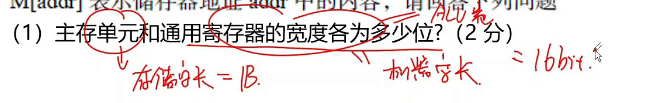 M[addr] 表示储存器地址 addr 中的内容，请回答下列问题
ALU宽
（1）主存单元和通用寄存器的宽度各为多少位？（2 分）
存储字长 = 1B.
机器字长 = 16bit.